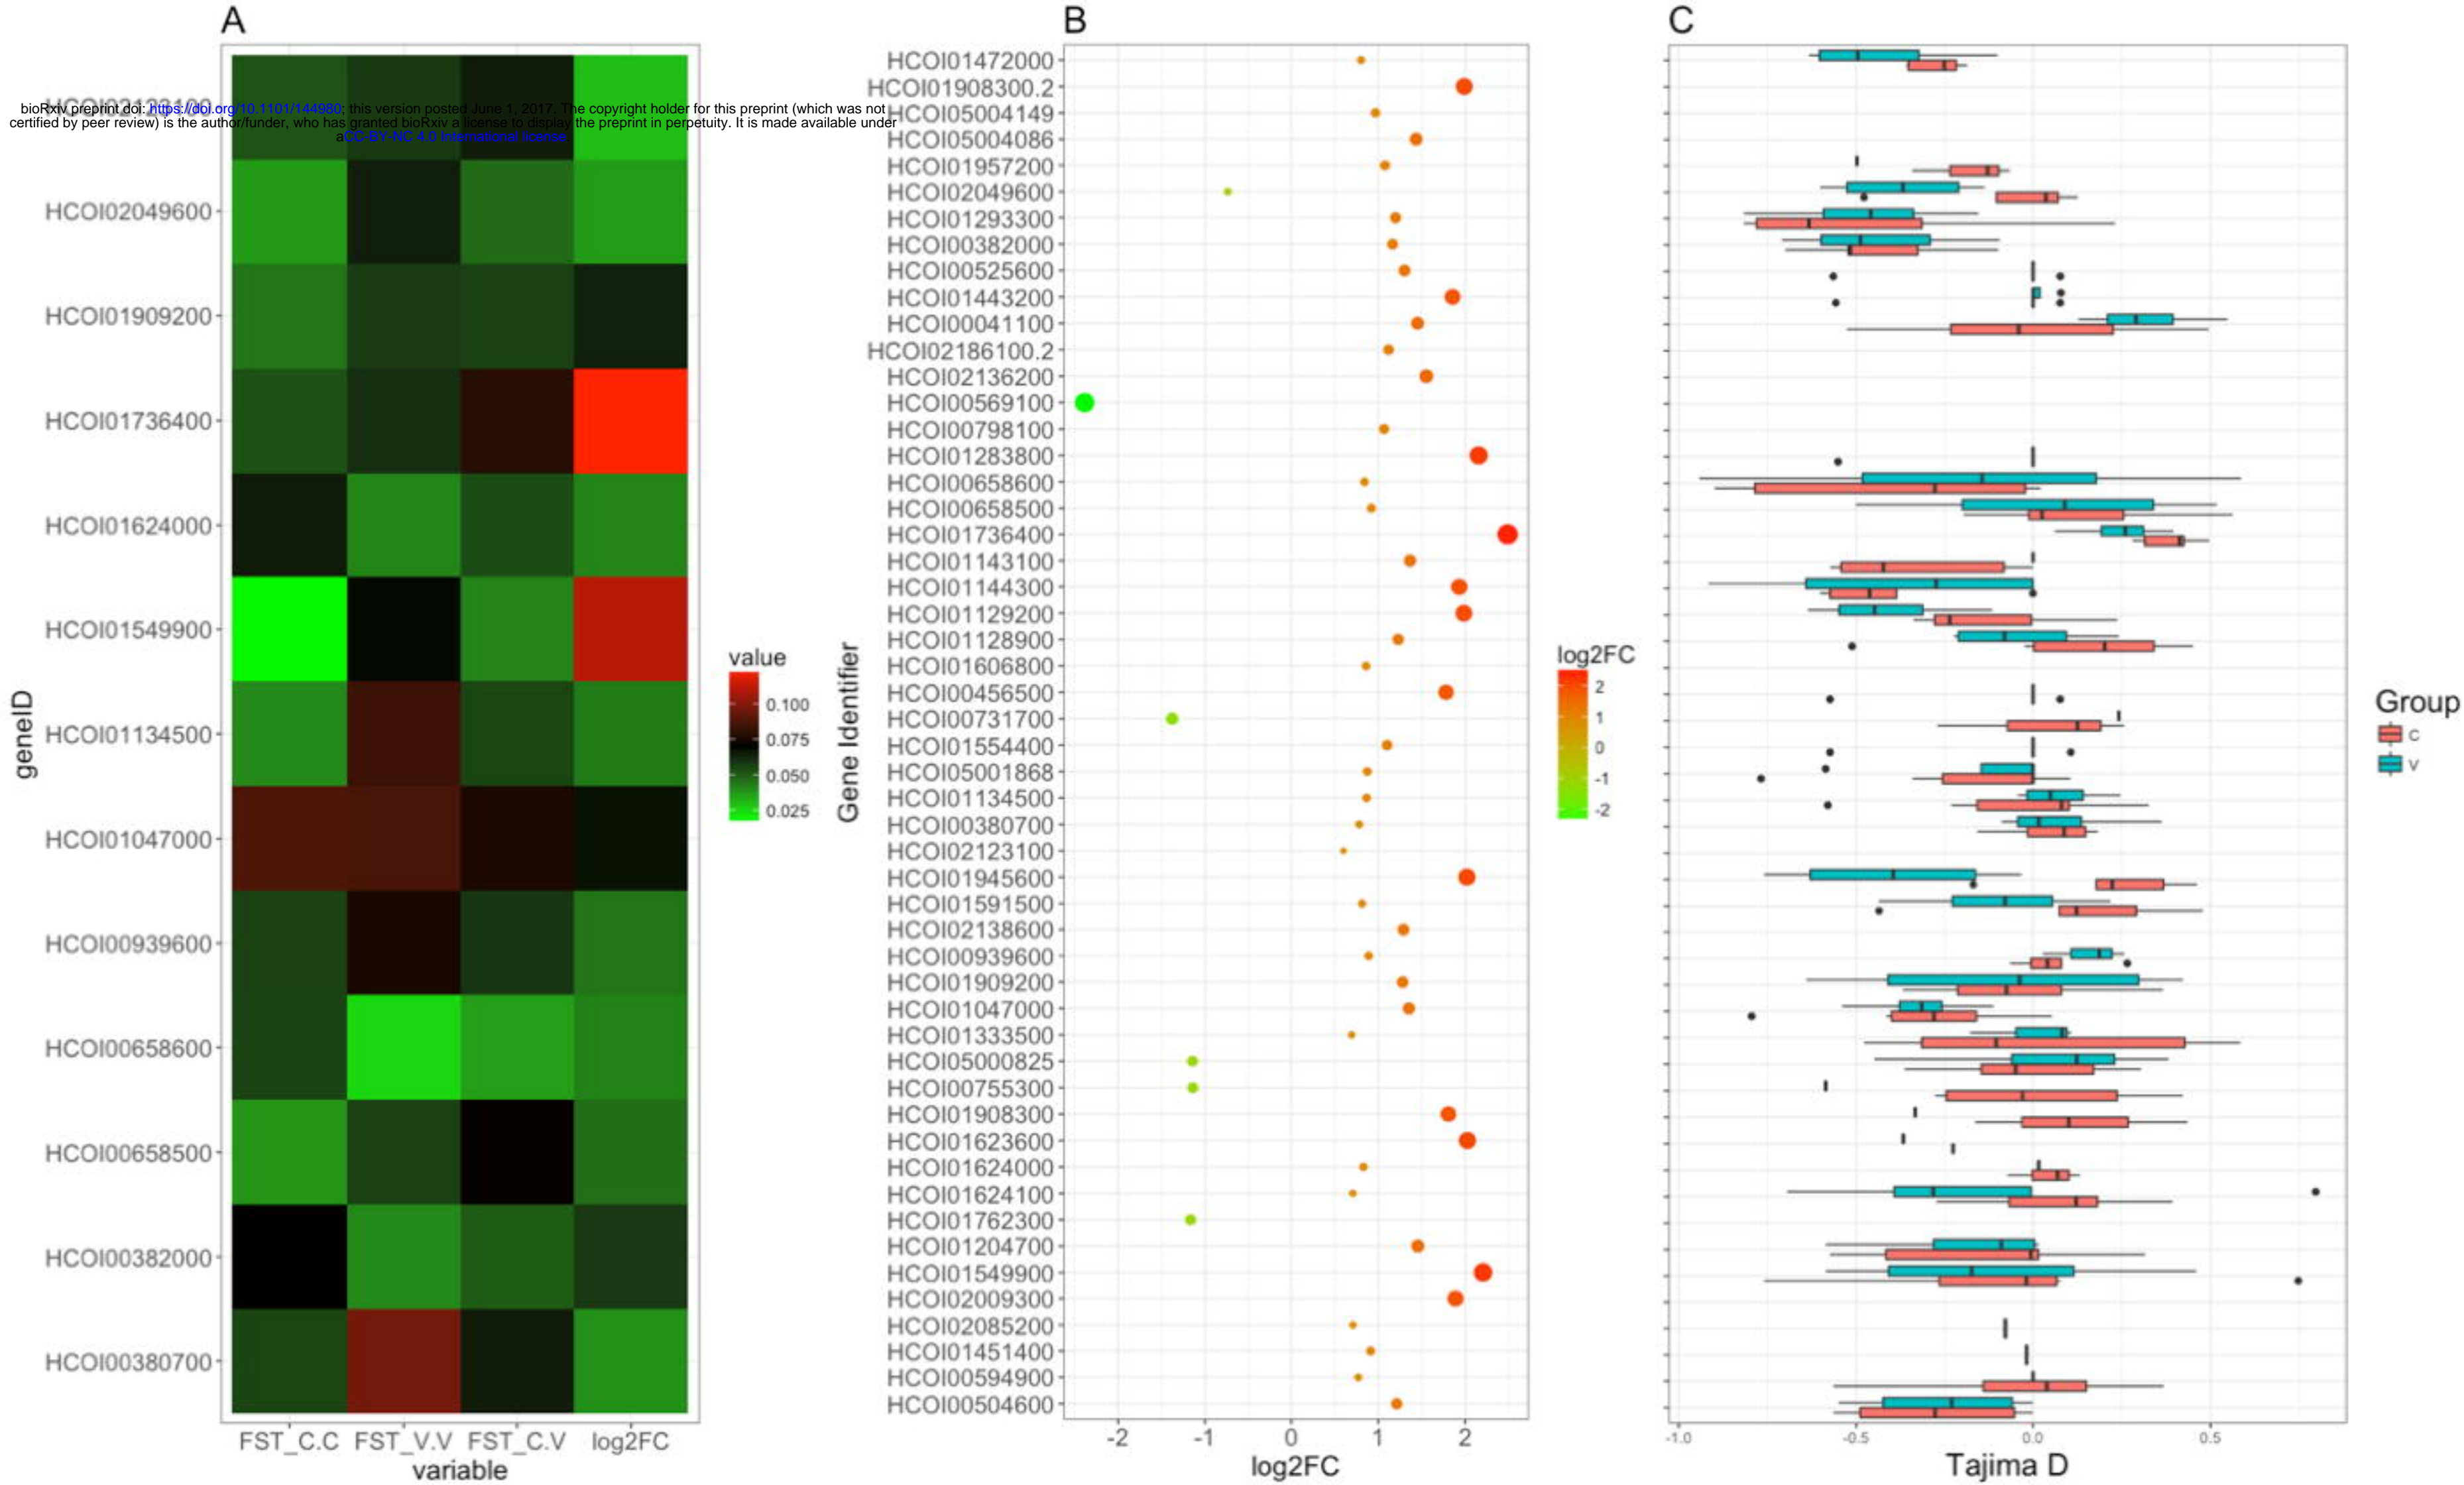 A
bioRxiv preprint doi: https://doi.org/10.1101/144980; this version posted June 1, 2017. The copyright holder for this preprint (which was not
certified by peer review) is the author/funder, who has granted bioRxiv a license to display the preprint in perpetuity. It is made available under
aCC-BY-NC 4.0 International license.
geneID
HCOI02123100
HCOI02049600
HCOI01909200
HCOI01736400
HCOI01624000
HCOI01549900
HCOI01134500
HCOI01047000
HCOI00939600
HCOI00658600
HCOI00658500
HCOI00382000
HCOI00380700
FST_C.C FST_V.V FST_C.V log2FC
variable
value
0.100
0.075
0.050
0.025
B
Gene Identifier
HCOI01472000
HCOI01908300.2
HCOI05004149
HCOI05004086
HCOI01957200
HCOI02049600
HCOI01293300
HCOI00382000
HCOI00525600
HCOI01443200
HCOI00041100
HCOI02186100.2
HCOI02136200
HCOI00569100
HCOI00798100
HCOI01283800
HCOI00658600
HCOI00658500
HCOI01736400
HCOI01143100
HCOI01144300
HCOI01129200
HCOI01128900
HCOI01606800
HCOI00456500
HCOI00731700
HCOI01554400
HCOI05001868
HCOI01134500
HCOI00380700
HCOI02123100
HCOI01945600
HCOI01591500
HCOI02138600
HCOI00939600
HCOI01909200
HCOI01047000
HCOI01333500
HCOI05000825
HCOI00755300
HCOI01908300
HCOI01623600
HCOI01624000
HCOI01624100
HCOI01762300
HCOI01204700
HCOI01549900
HCOI02009300
HCOI02085200
HCOI01451400
HCOI00594900
HCOI00504600
-2 -1 0 1 2
log2FC
log2FC
2
1
0
-1
-2
C
-1.0 -0.5 0.0 0.5
Tajima D
Group
C
V